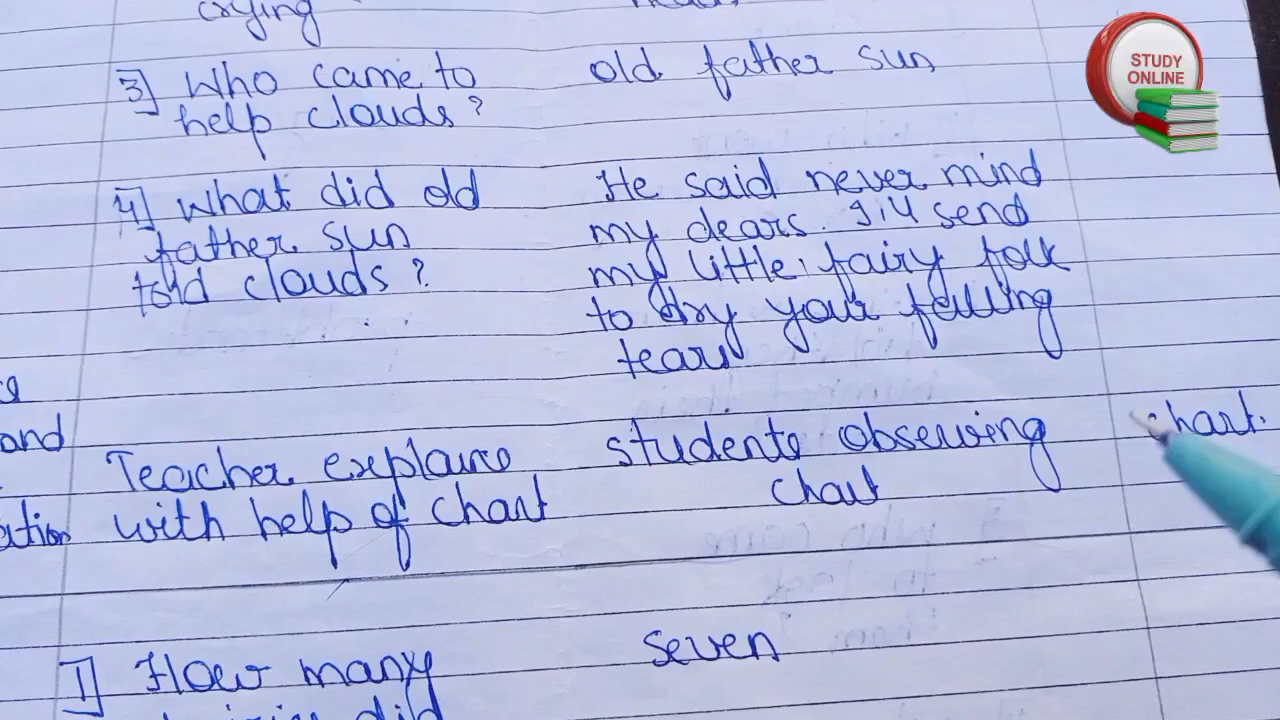 crying
3] Who came to
help clouds?
old father sun
STUDY
ONLINE
4] What did old
father sun
told clouds?
He said never mind
my dears. I'll send
my little fairy folk
to dry your falling
tears
and
Teacher explains
with help of chart
students observing
chart
chart.
1] How many
did
seven